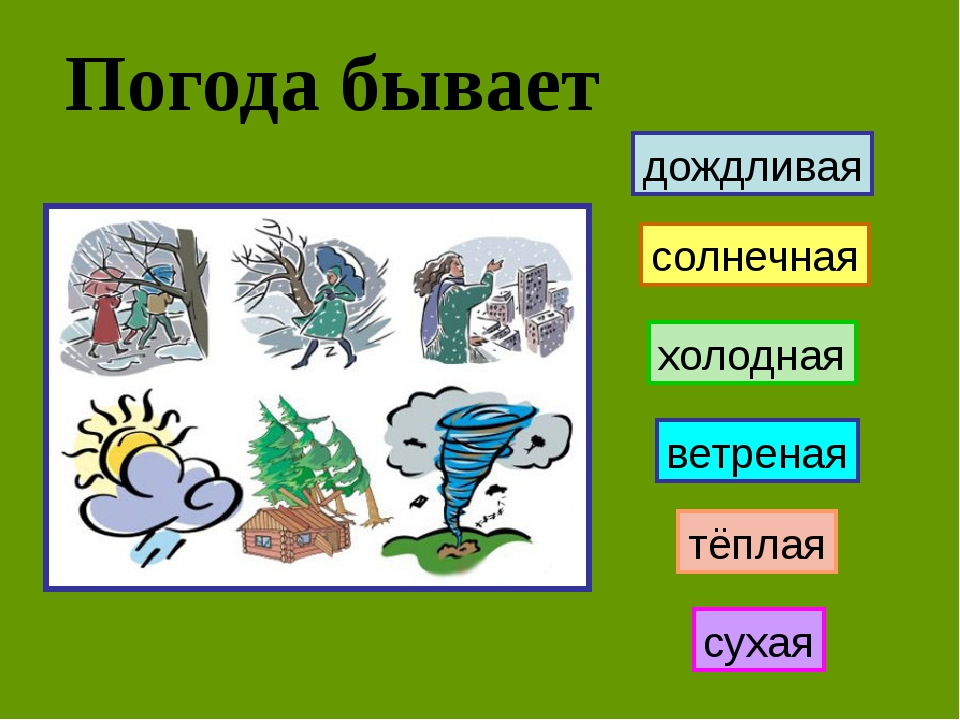 Погода бывает
дождливая
солнечная
холодная
ветреная
тёплая
сухая